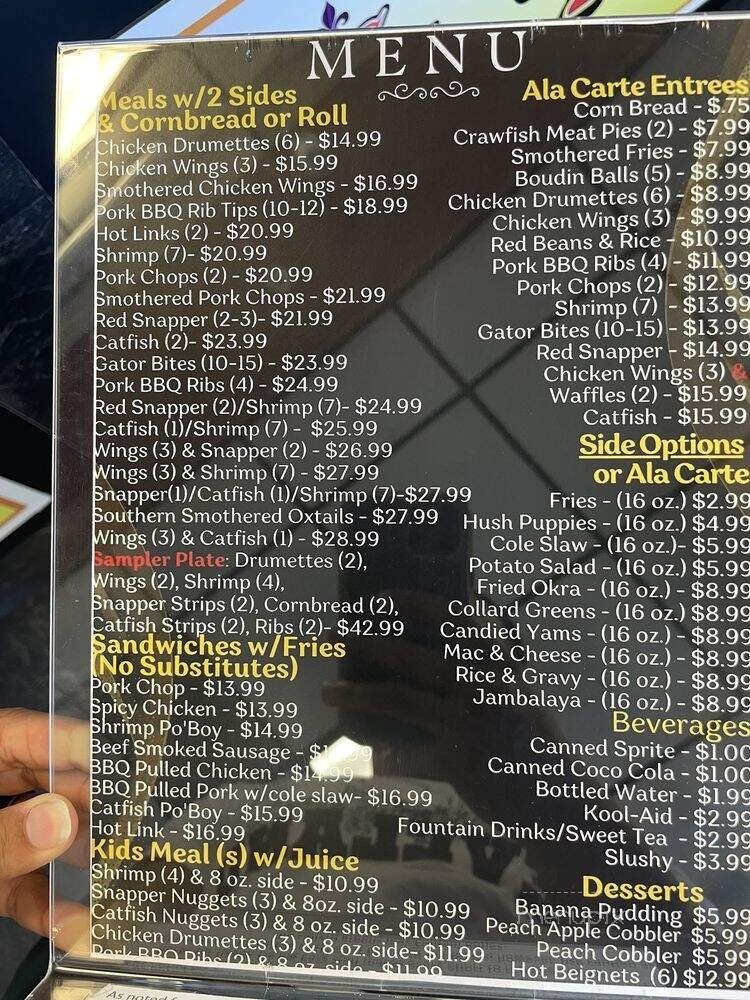 MENU
Meals w/2 Sides
& Cornbread or Roll
Chicken Drumettes (6) - $14.99
Chicken Wings (3) - $15.99
Smothered Chicken Wings - $16.99
Pork BBQ Rib Tips (10-12) - $18.99
Hot Links (2) - $20.99
Shrimp (7)- $20.99
Pork Chops (2) - $20.99
Smothered Pork Chops - $21.99
Red Snapper (2-3)- $21.99
Catfish (2)- $23.99
Gator Bites (10-15) - $23.99
Pork BBQ Ribs (4) - $24.99
Red Snapper (2)/Shrimp (7)- $24.99
Catfish (1)/Shrimp (7) - $25.99
Wings (3) & Snapper (2) - $26.99
Wings (3) & Shrimp (7) - $27.99
Snapper(1)/Catfish (1)/Shrimp (7)-$27.99
Southern Smothered Oxtails - $27.99
Wings (3) & Catfish (1) - $28.99
Sampler Plate: Drumettes (2),
Wings (2), Shrimp (4),
Snapper Strips (2), Cornbread (2),
Catfish Strips (2), Ribs (2)- $42.99
Sandwiches w/Fries
(No Substitutes)
Pork Chop - $13.99
Spicy Chicken - $13.99
Shrimp Po'Boy - $14.99
Beef Smoked Sausage -
BBQ Pulled Chicken - $14.99
BBQ Pulled Pork w/cole slaw- $16.99
Catfish Po'Boy - $15.99
Hot Link - $16.99
Kids Meal (s) w/Juice
Shrimp (4) & 8 oz. side - $10.99
Snapper Nuggets (3) & 8oz. side - $10.99
Catfish Nuggets (3) & 8 oz. side - $10.99
Chicken Drumettes (3) & 8 oz. side- $11.99
Pork BBQ Ribs (2) & 8 oz. side - $11.99
Ala Carte Entrees
Corn Bread - $.75
Crawfish Meat Pies (2) - $7.99
Smothered Fries - $7.99
Boudin Balls (5) - $8.99
Chicken Drumettes (6) - $8.99
Chicken Wings (3) - $9.99
Red Beans & Rice - $10.99
Pork BBQ Ribs (4) - $11.99
Pork Chops (2) - $12.99
Shrimp (7) - $13.99
Gator Bites (10-15) - $13.99
Red Snapper - $14.99
Chicken Wings (3) &
Waffles (2) - $15.99
Catfish - $15.99
Side Options
or Ala Carte
Fries - (16 oz.) $2.99
Hush Puppies - (16 oz.) $4.99
Cole Slaw - (16 oz.)- $5.99
Potato Salad - (16 oz.) $5.99
Fried Okra - (16 oz.) - $8.99
Collard Greens - (16 oz.) $8.99
Candied Yams - (16 oz.) - $8.99
Mac & Cheese - (16 oz.) - $8.99
Rice & Gravy - (16 oz.) - $8.99
Jambalaya - (16 oz.) - $8.99
Beverages
Canned Sprite - $1.00
Canned Coco Cola - $1.00
Bottled Water - $1.99
Kool-Aid - $2.99
Fountain Drinks/Sweet Tea - $2.99
Slushy - $3.99
Desserts
Banana Pudding $5.99
Peach Apple Cobbler $5.99
Peach Cobbler $5.99
Hot Beignets (6) $12.99
As noted